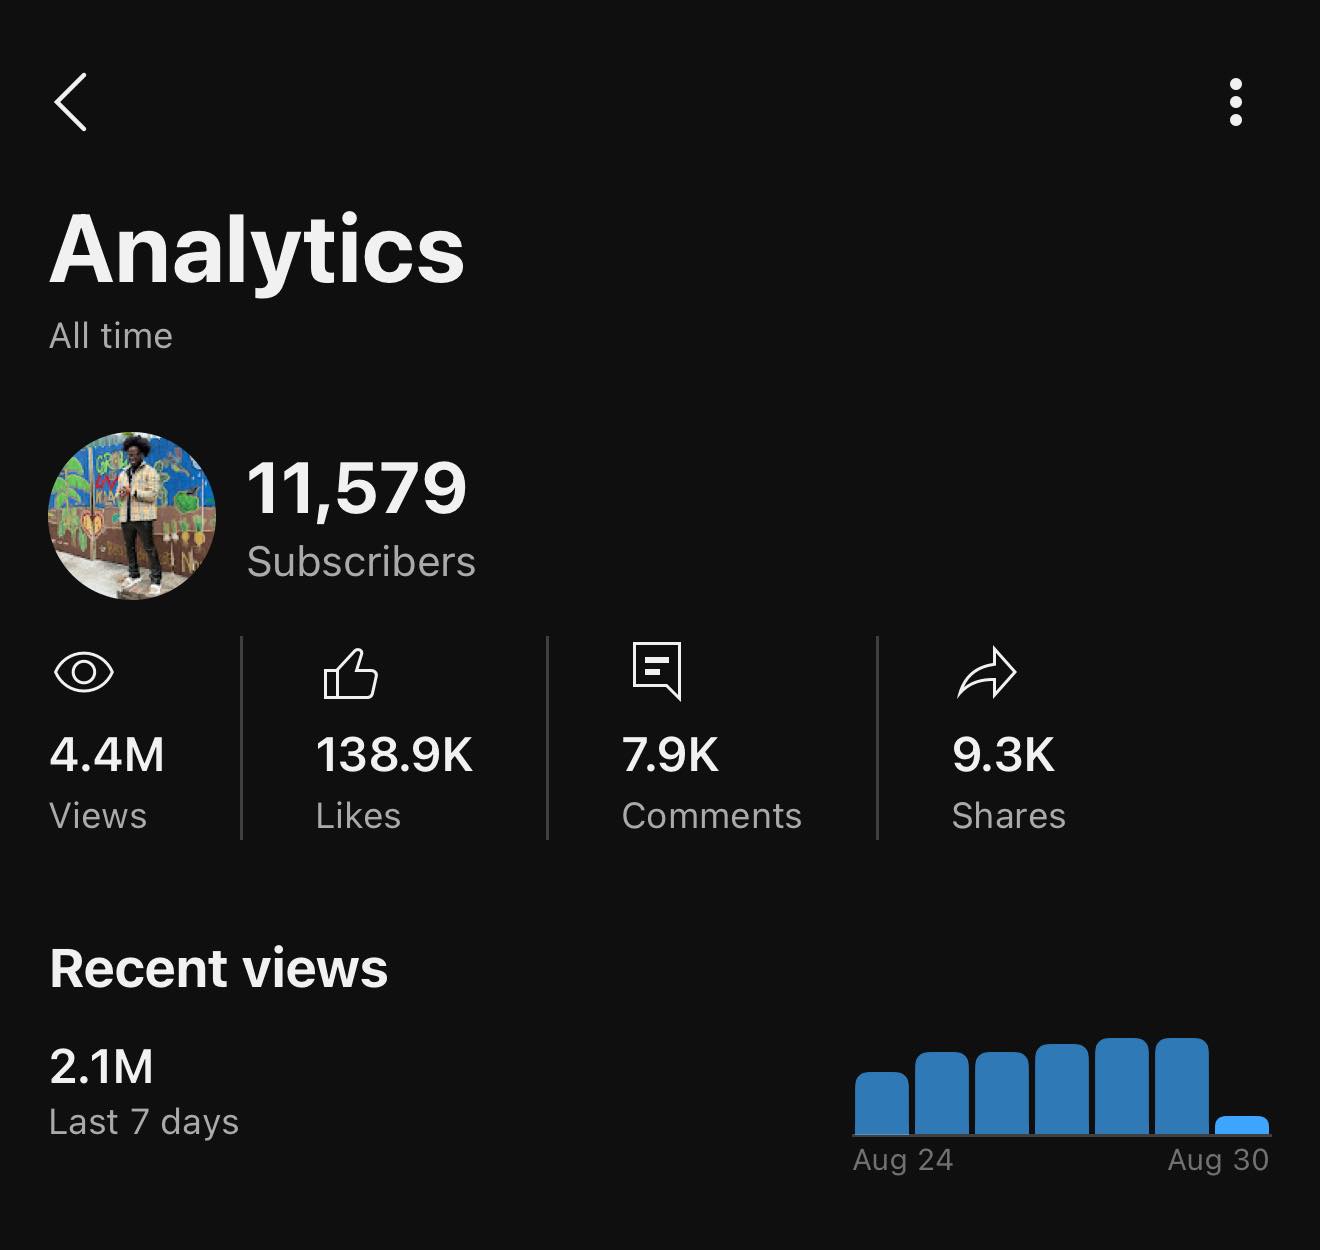 Analytics
All time
11,579
Subscribers
4.4M
Views
138.9K
Likes
7.9K
Comments
9.3K
Shares
Recent views
2.1M
Last 7 days
Aug 24
Aug 30